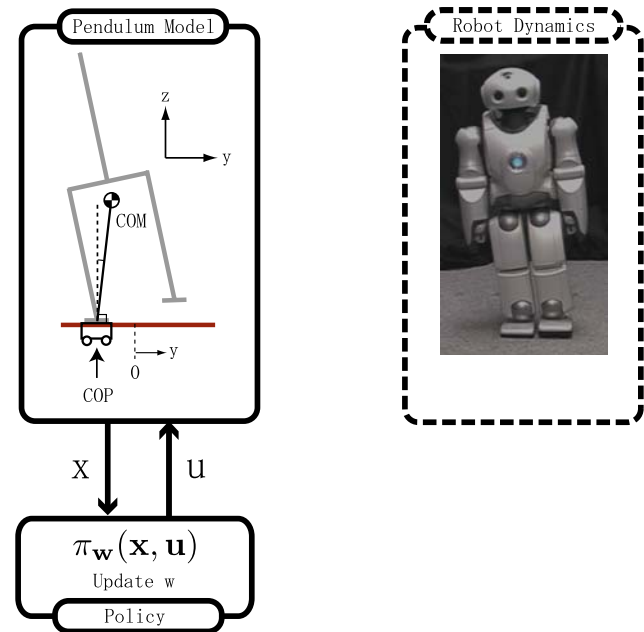 Pendulum Model
Robot Dynamics
z
y
COM
y
0
COP
x
u
π_w(x, u)
Update w
Policy